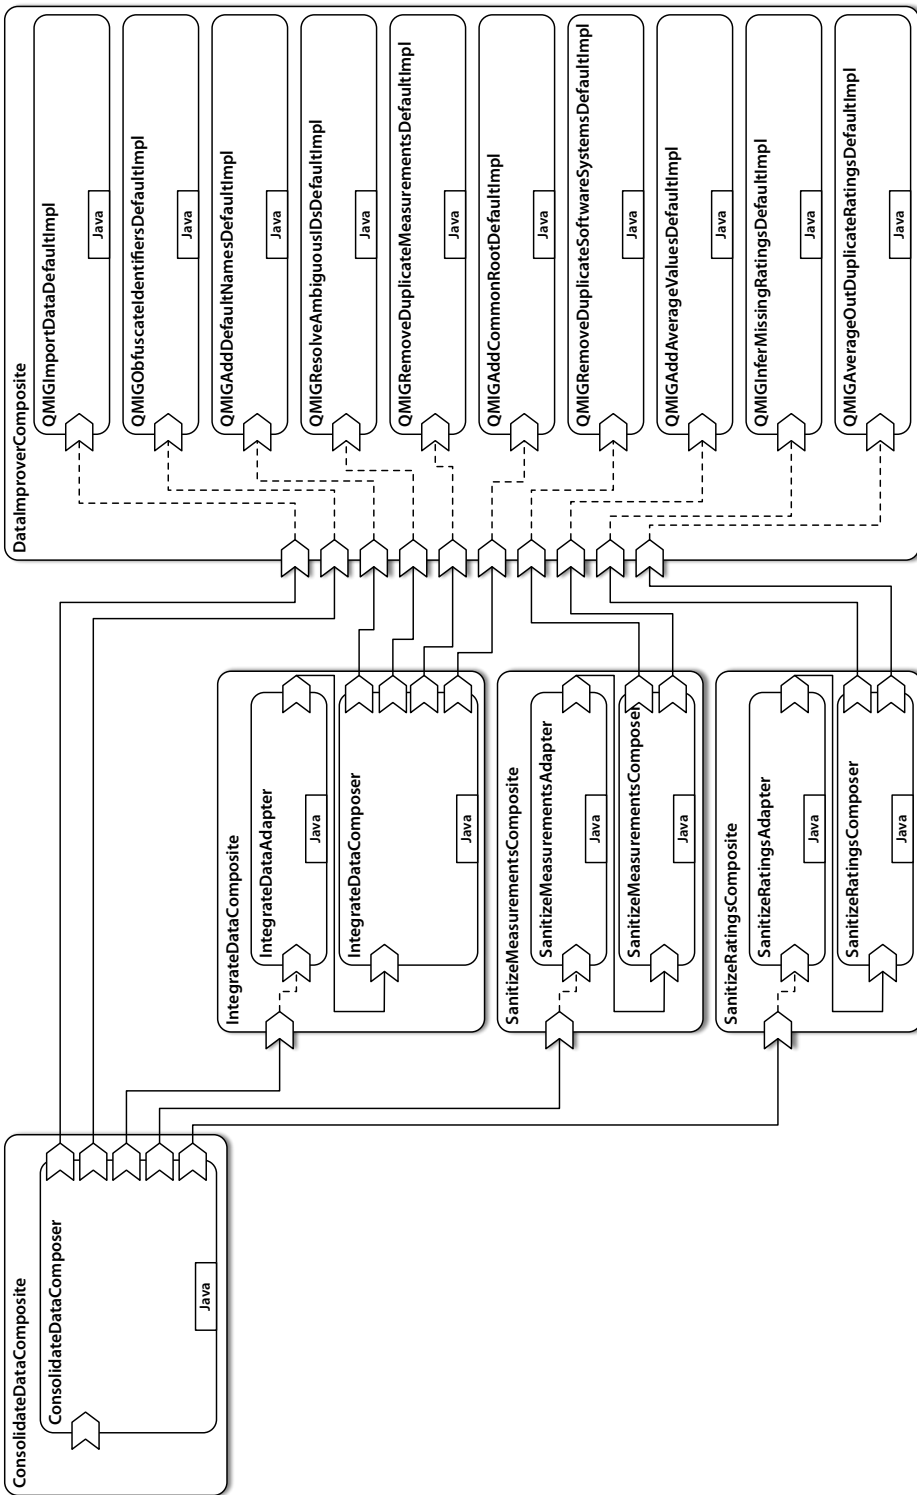 ConsolidateDataComposite
ConsolidateDataComposer
Java
IntegrateDataComposite
IntegrateDataAdapter
Java
IntegrateDataComposer
Java
SanitizeMeasurementsComposite
SanitizeMeasurementsAdapter
Java
SanitizeMeasurementsComposer
Java
SanitizeRatingsComposite
SanitizeRatingsAdapter
Java
SanitizeRatingsComposer
Java
DataImproverComposite
QMIGImportDataDefaultImpl
Java
QMIGObfuscateIdentifiersDefaultImpl
Java
QMIGAddDefaultNamesDefaultImpl
Java
QMIGResolveAmbiguousIDsDefaultImpl
Java
QMIGRemoveDuplicateMeasurementsDefaultImpl
Java
QMIGAddCommonRootDefaultImpl
Java
QMIGRemoveDuplicateSoftwareSystemsDefaultImpl
Java
QMIGAddAverageValuesDefaultImpl
Java
QMIGInferMissingRatingsDefaultImpl
Java
QMIGAverageOutDuplicateRatingsDefaultImpl
Java